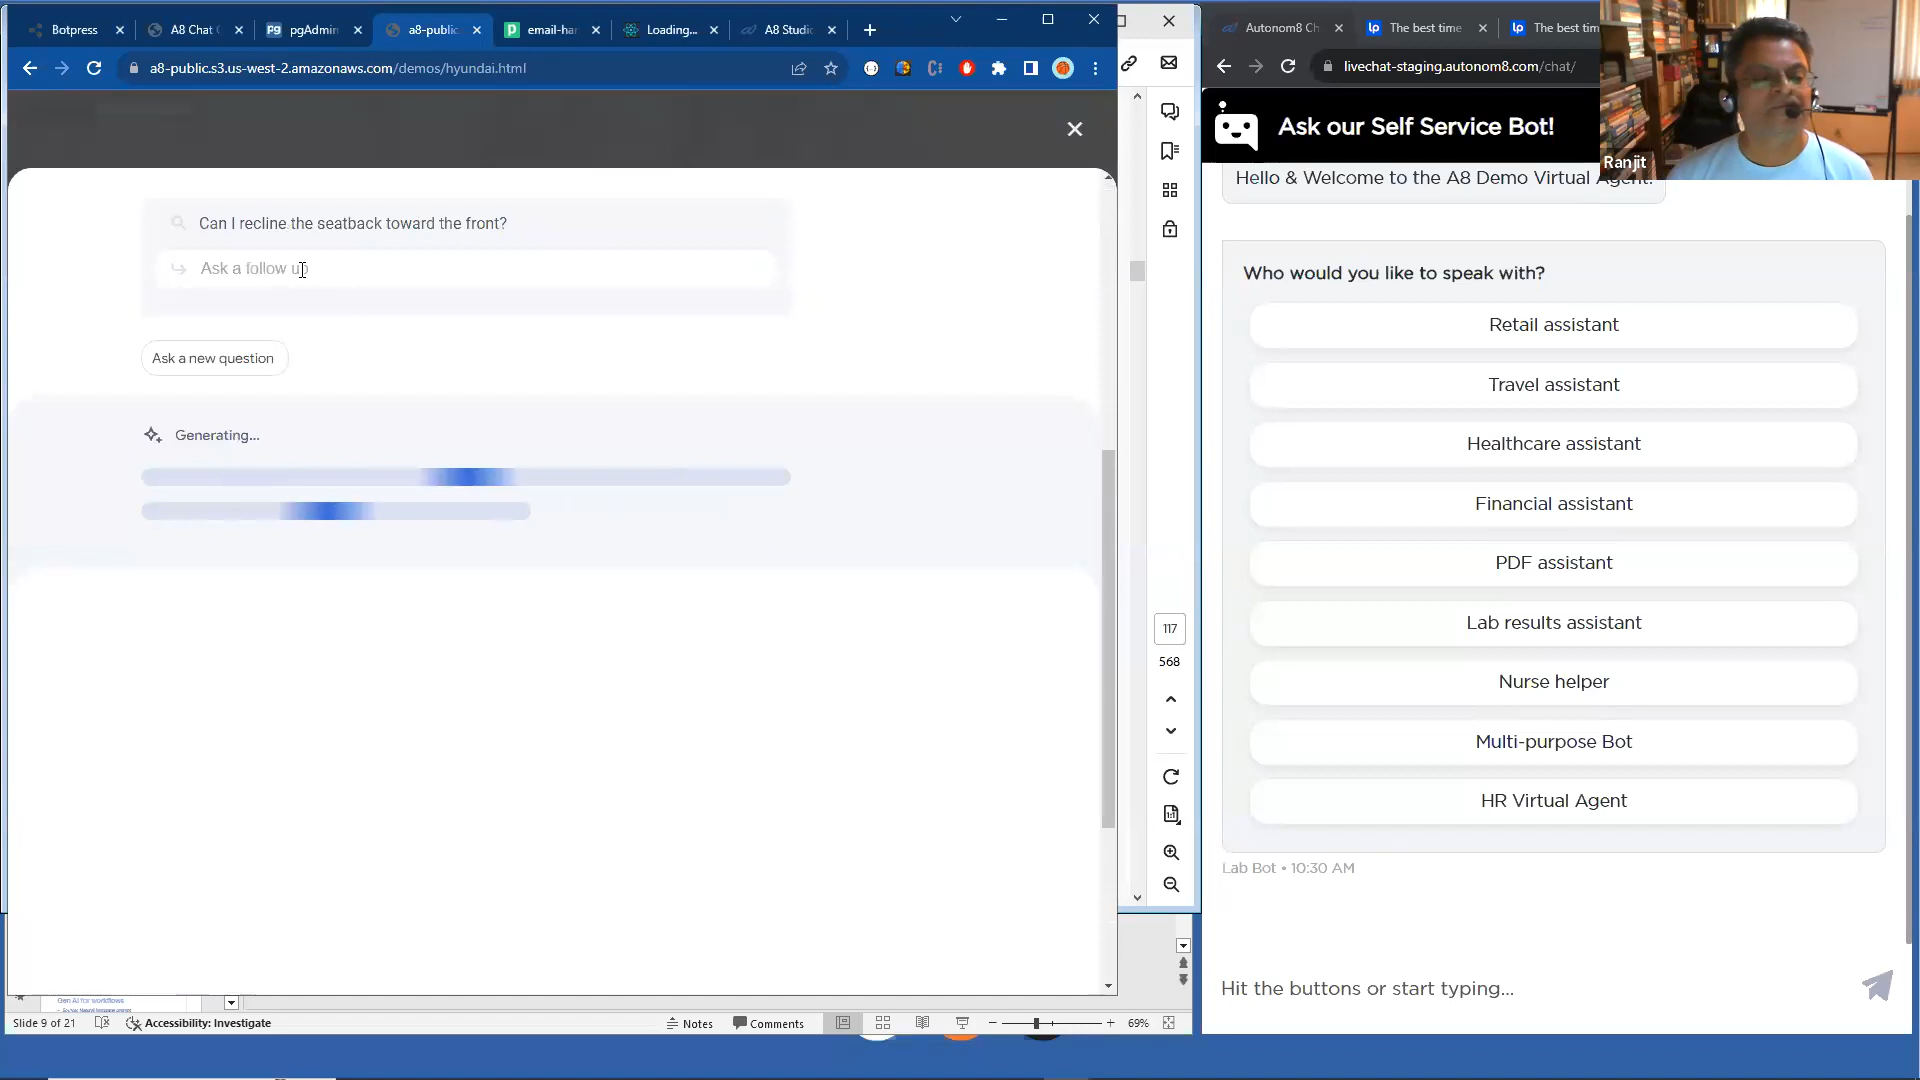 Botpress
A8 Chat
pgAdmin
a8-public
email-har
Loading...
A8 Studio
a8-public.s3.us-west-2.amazonaws.com/demos/hyundai.html
Can I recline the seatback toward the front?
Ask a follow up
Ask a new question
Generating...
117
568
Slide 9 of 21
Accessibility: Investigate
Notes
Comments
69%
Gen AI for workflows
Autonom8 Ch
The best time
The best tim
livechat-staging.autonom8.com/chat/
Ask our Self Service Bot!
Ranjit
Hello & Welcome to the A8 Demo Virtual Agent.
Who would you like to speak with?
Retail assistant
Travel assistant
Healthcare assistant
Financial assistant
PDF assistant
Lab results assistant
Nurse helper
Multi-purpose Bot
HR Virtual Agent
Lab Bot • 10:30 AM
Hit the buttons or start typing...